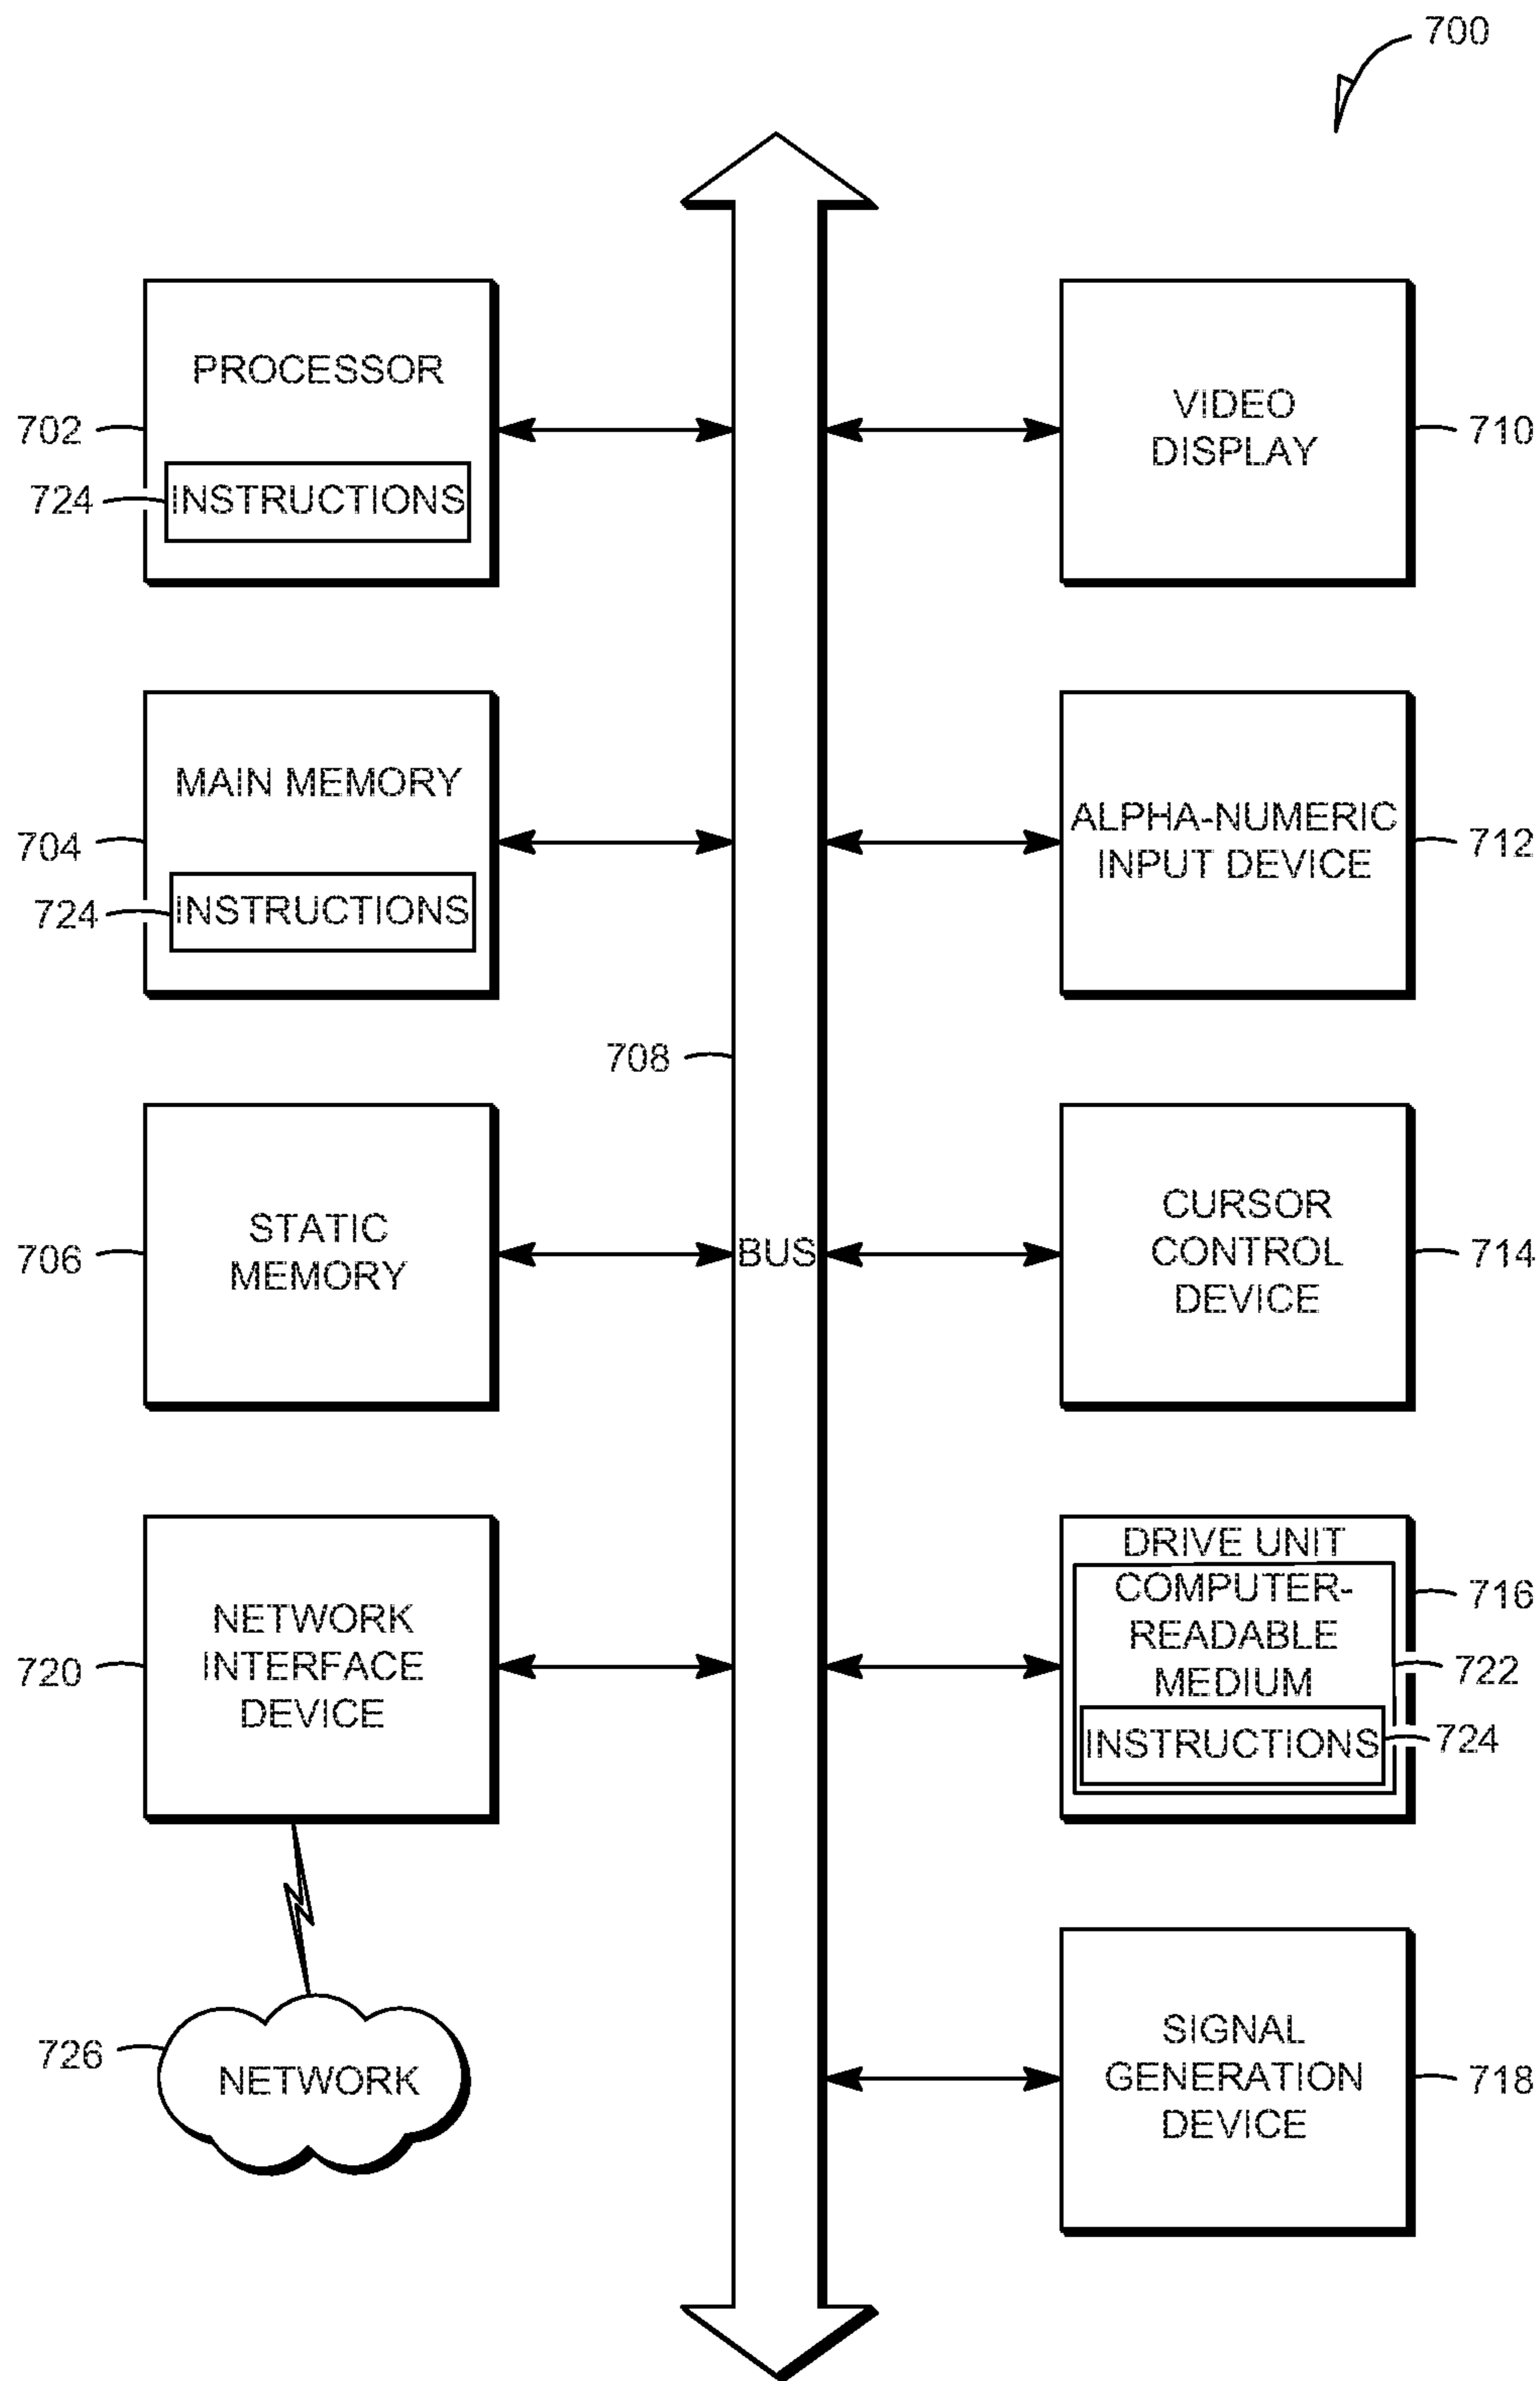 700
PROCESSOR
702
724
INSTRUCTIONS
VIDEO
DISPLAY
710
MAIN MEMORY
704
724
INSTRUCTIONS
ALPHA-NUMERIC
INPUT DEVICE
712
708
STATIC
MEMORY
706
BUS
CURSOR
CONTROL
DEVICE
714
NETWORK
INTERFACE
DEVICE
720
DRIVE UNIT
COMPUTER-
READABLE
MEDIUM
716
722
INSTRUCTIONS
724
726
NETWORK
SIGNAL
GENERATION
DEVICE
718